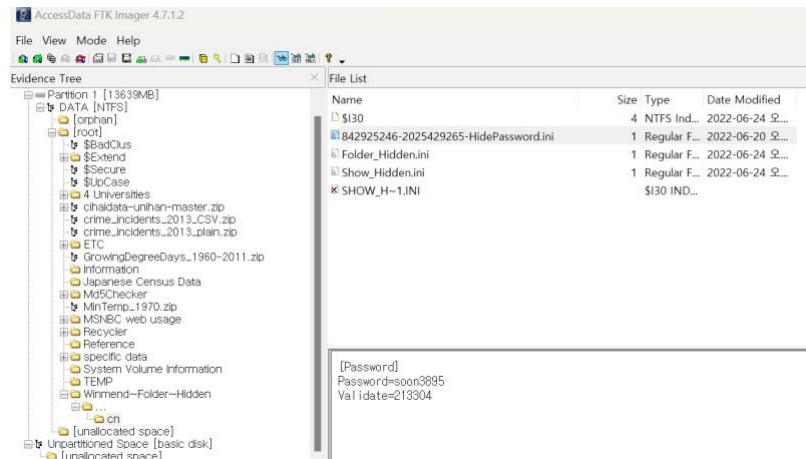 AccessData FTK Imager 4.7.1.2
File View Mode Help
Evidence Tree
Partition 1 [13639MB]
DATA [NTFS]
[orphan]
[root]
$BadClus
$Extend
$Secure
$UpCase
4 Universities
cihaidata-unihan-master.zip
crime_incidents_2013_CSV.zip
crime_incidents_2013_plain.zip
ETC
GrowingDegreeDays_1960-2011.zip
Information
Japanese Census Data
Md5Checker
MinTemp_1970.zip
MSNBC web usage
Recycler
Reference
specific data
System Volume Information
TEMP
Winmend~Folder~Hidden
...
cn
[unallocated space]
Unpartitioned Space [basic disk]
[unallocated space]
File List
Name Size Type Date Modified
$I30 4 NTFS Ind... 2022-06-24 오...
842925246-2025429265-HidePassword.ini 1 Regular F... 2022-06-20 오...
Folder_Hidden.ini 1 Regular F... 2022-06-24 오...
Show_Hidden.ini 1 Regular F... 2022-06-24 오...
SHOW_H~1.INI $I30 IND...
[Password]
Password=soon3895
Validate=213304